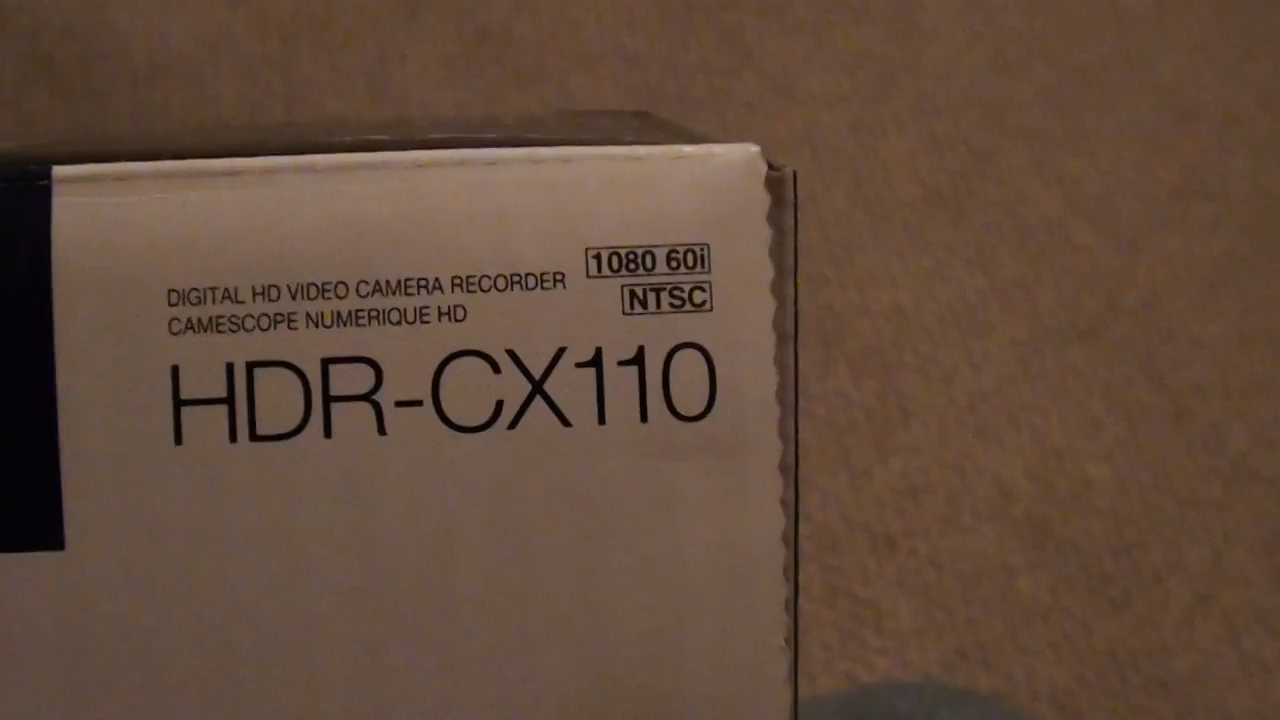 1080 60i
DIGITAL HD VIDEO CAMERA RECORDER
NTSC
CAMESCOPE NUMERIQUE HD
HDR-CX110